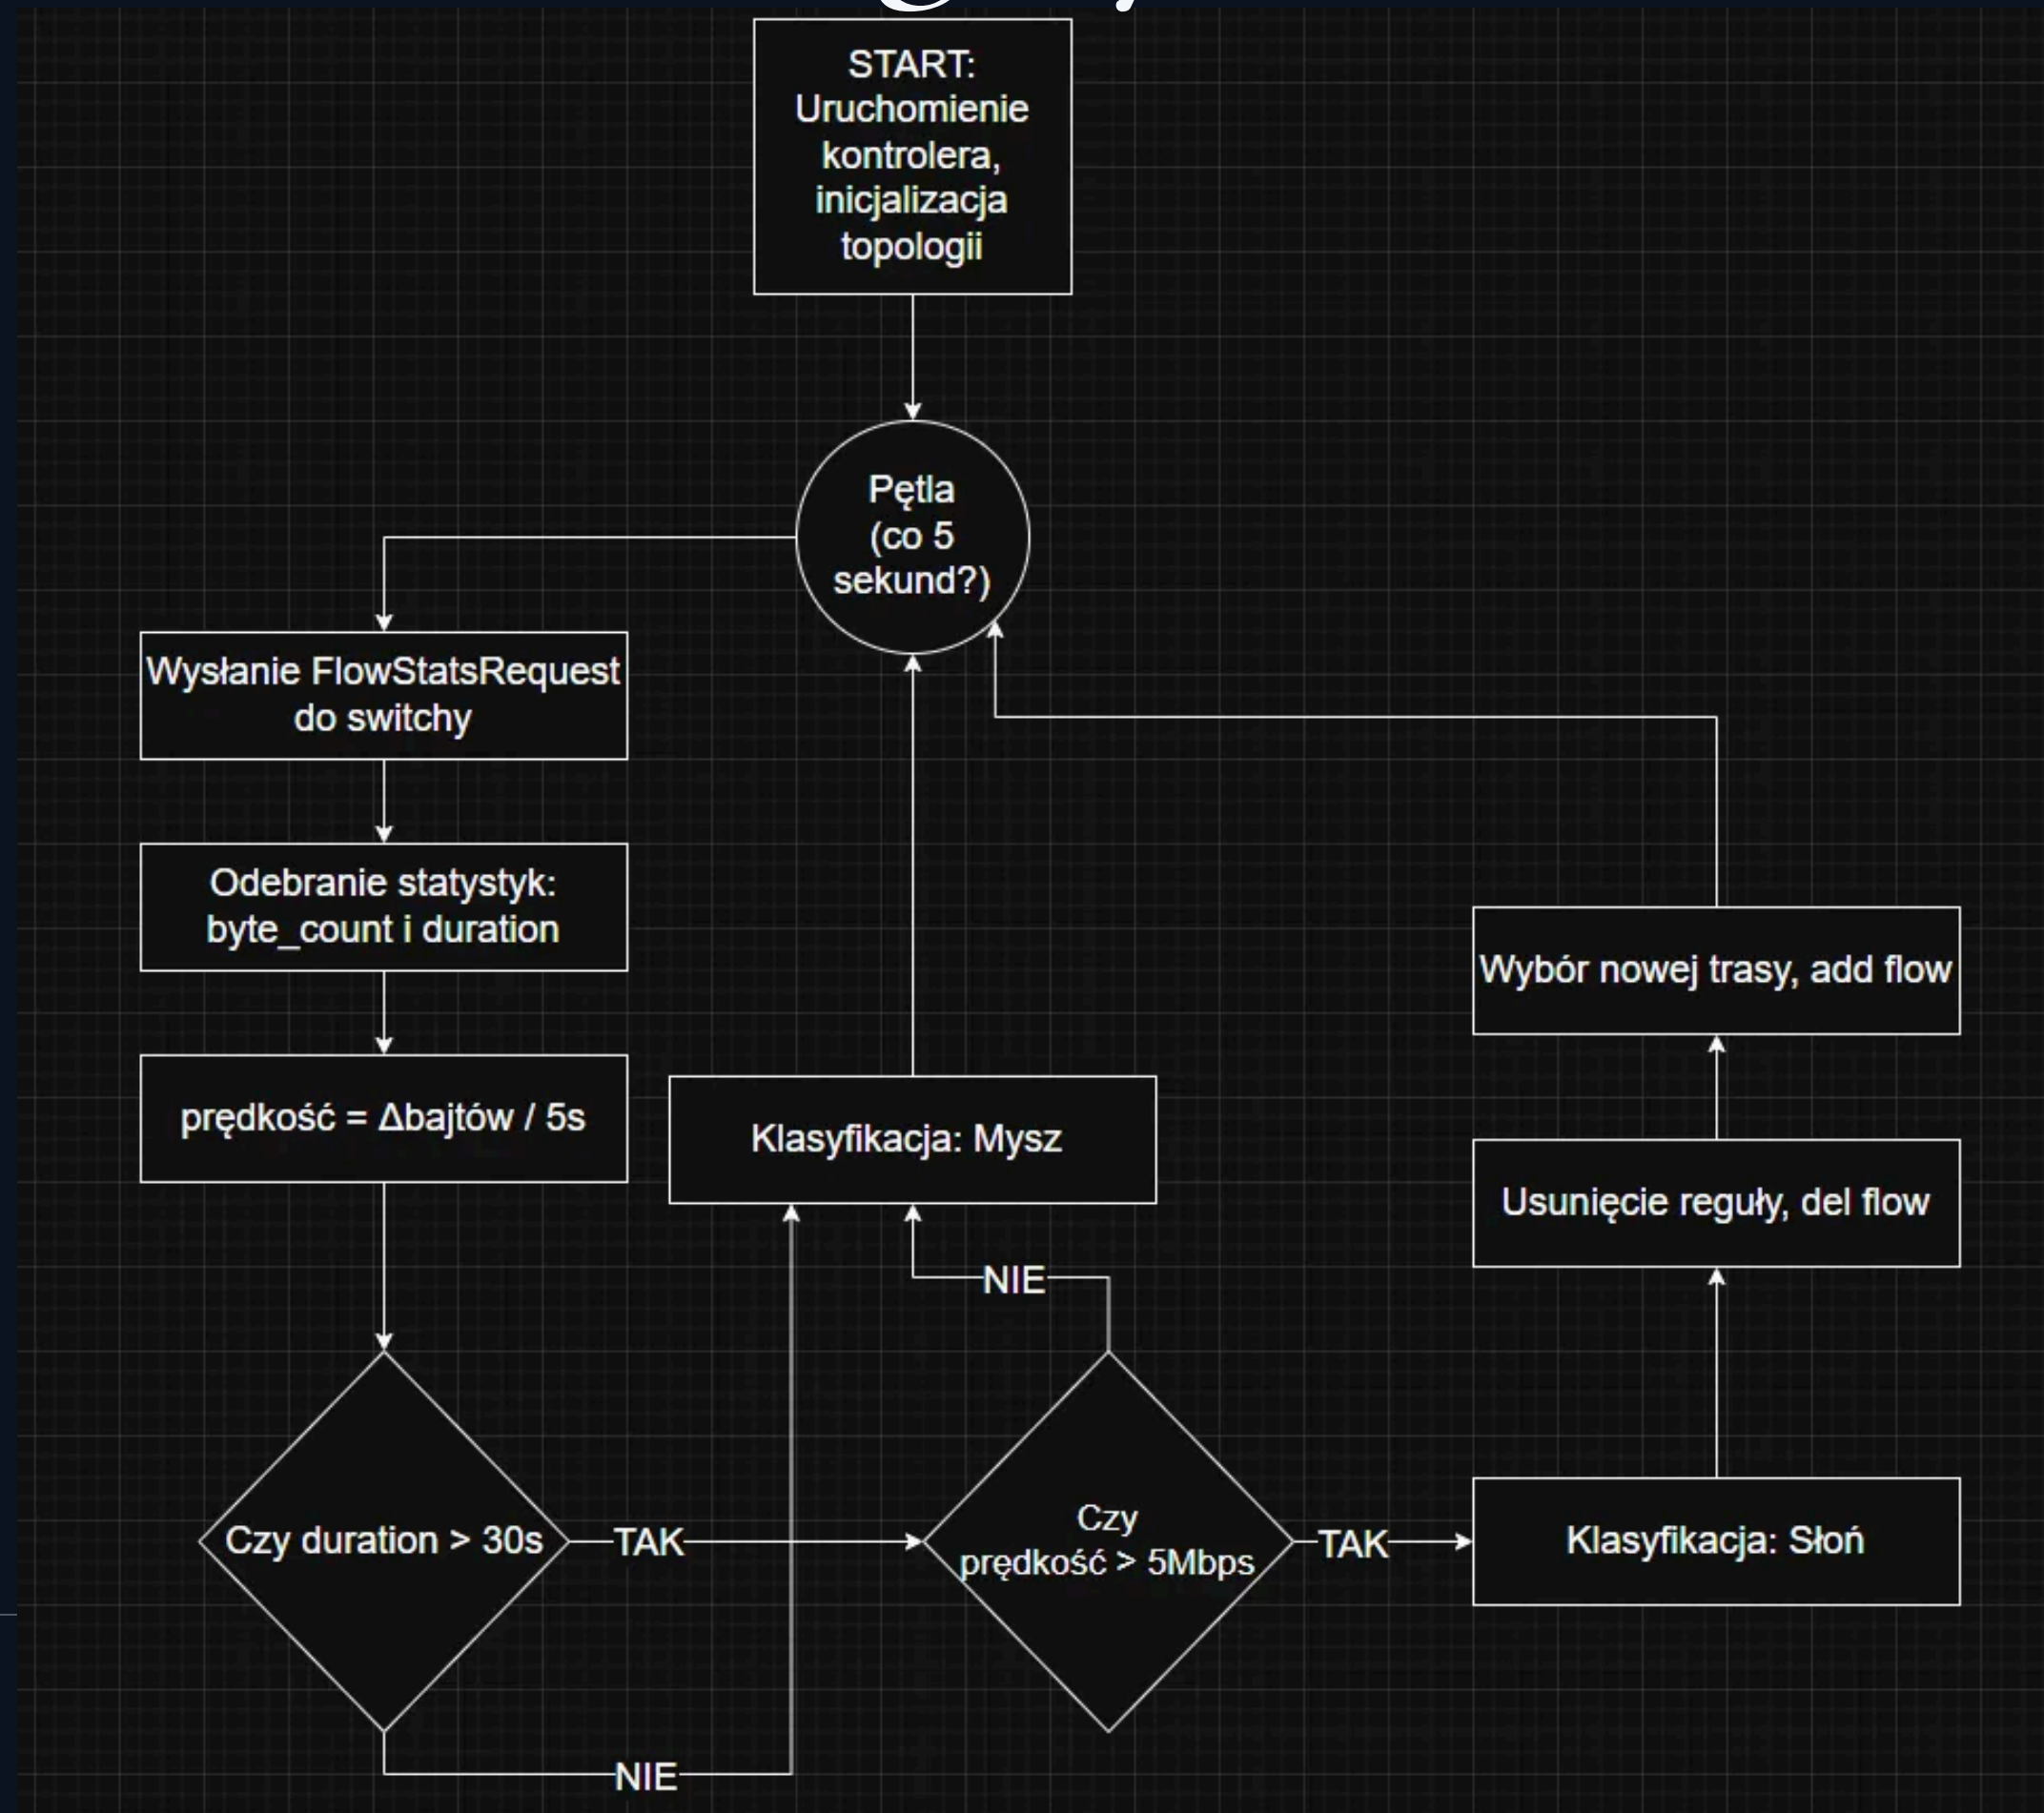 START:
Uruchomienie
kontrolera,
inicjalizacja
topologii
Pętla
(co 5
sekund?)
Wysłanie FlowStatsRequest
do switchy
Odebranie statystyk:
byte_count i duration
prędkość = Δbajtów / 5s
Czy duration > 30s
TAK
NIE
Czy
prędkość > 5Mbps
NIE
TAK
Klasyfikacja: Mysz
Klasyfikacja: Słoń
Usunięcie reguły, del flow
Wybór nowej trasy, add flow